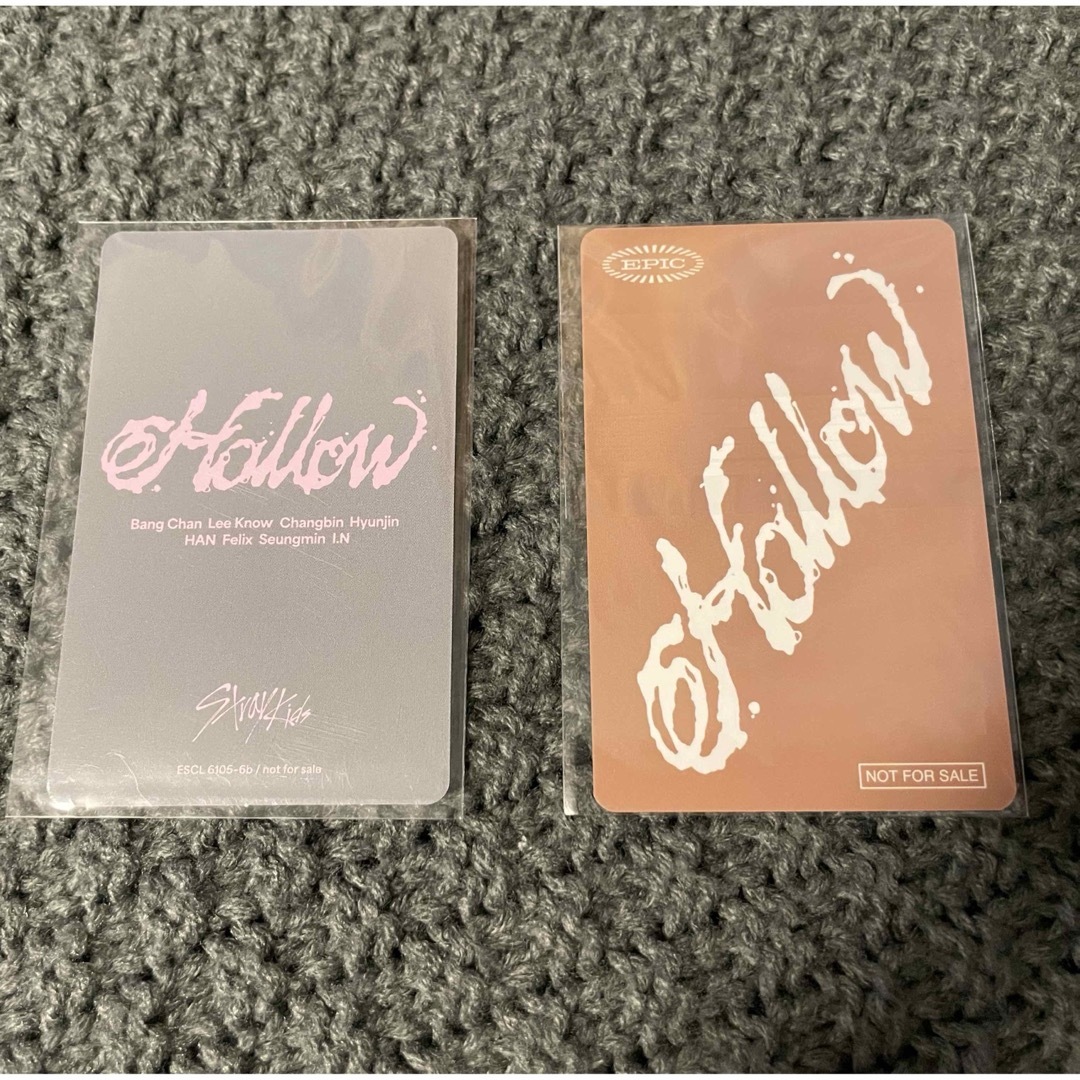 Hallow
Bang Chan Lee Know Changbin Hyunjin
HAN Felix Seungmin I.N
Stray Kids
ESCL 6105-6b / not for sale
EPIC
Hallow
NOT FOR SALE